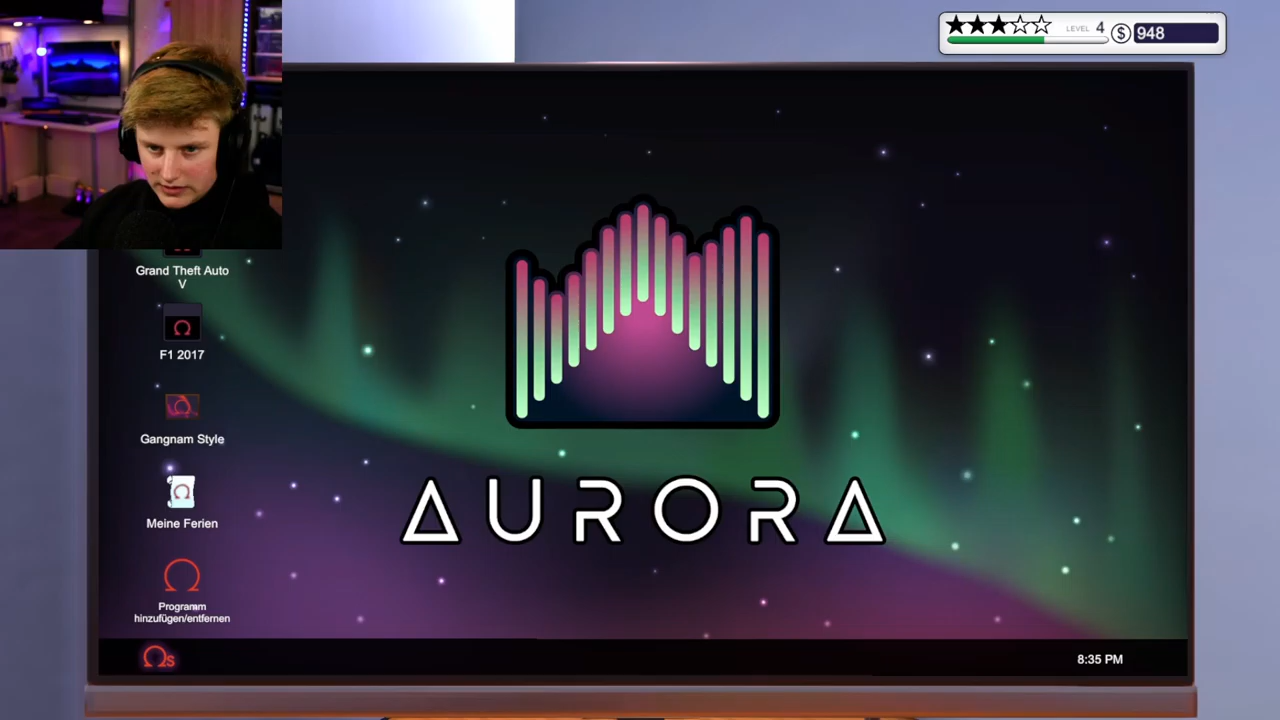 LEVEL 4
$ 948
Grand Theft Auto
V
F1 2017
Gangnam Style
Meine Ferien
Programm
hinzufügen/entfernen
AURORA
Ωs
8:35 PM